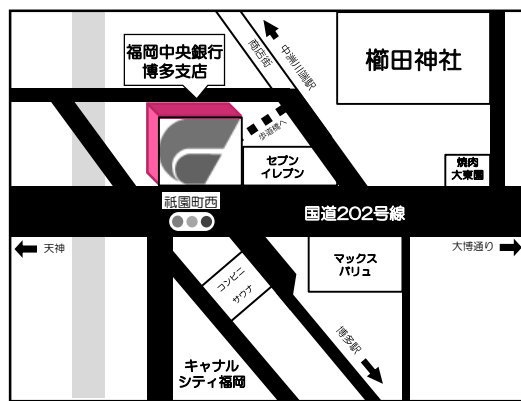 福岡中央銀行
博多支店
商店街
中洲川端駅
櫛田神社
歩道橋へ
セブン
イレブン
焼肉
大東園
祇園町西
国道202号線
天神
大博通り
マックス
バリュ
コンビニ
サウナ
博多駅
キャナル
シティ福岡